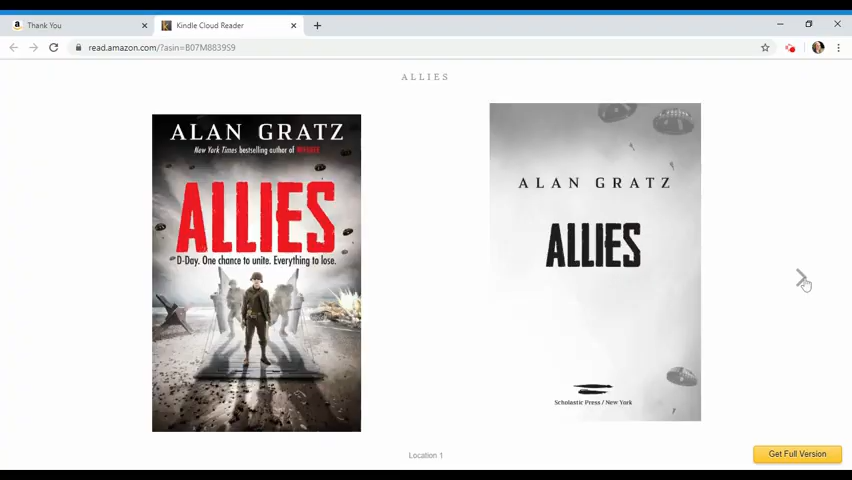 Thank You
Kindle Cloud Reader
read.amazon.com/?asin=B07M8839S9
ALLIES
ALAN GRATZ
New York Times bestselling author of REFUGEE
ALLIES
D-Day. One chance to unite. Everything to lose.
ALAN GRATZ
ALLIES
Scholastic Press / New York
Location 1
Get Full Version